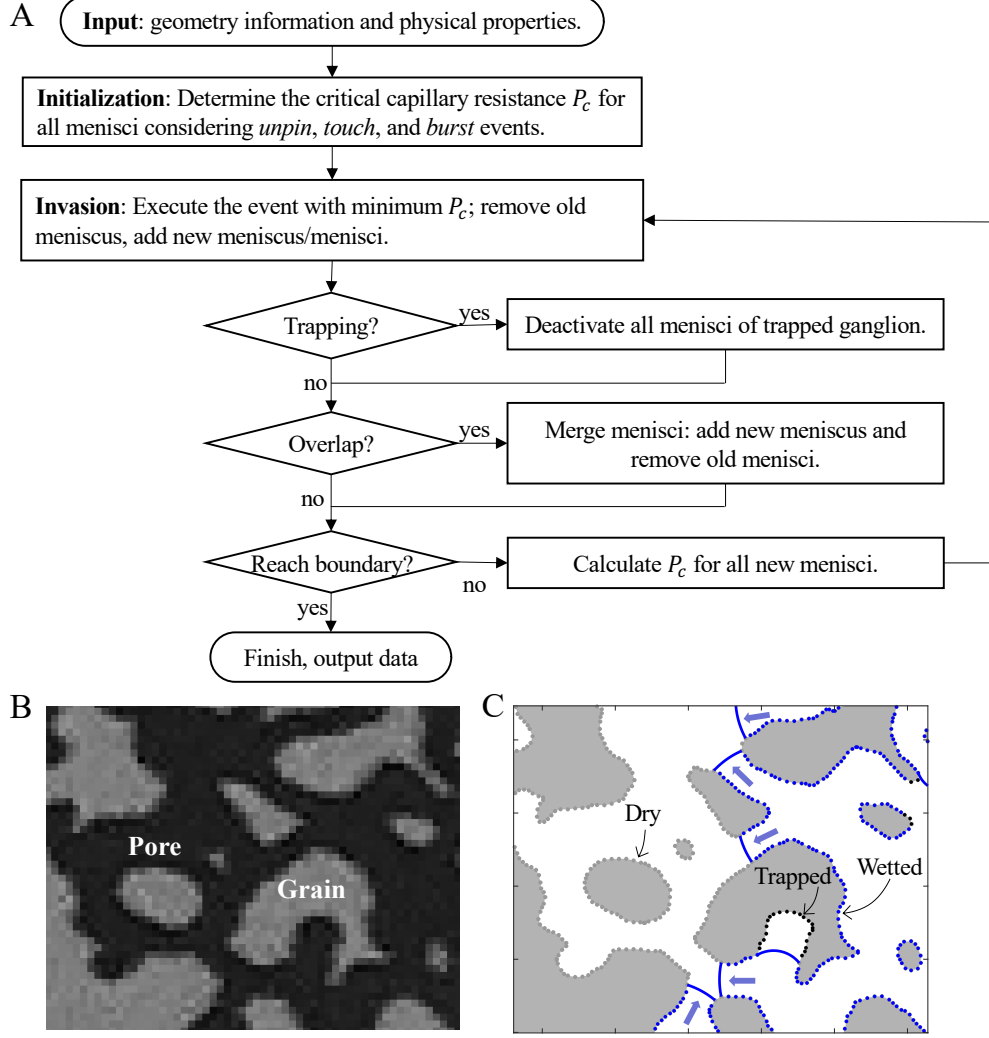 A
Input: geometry information and physical properties.
Initialization: Determine the critical capillary resistance P_c for
all menisci considering unpin, touch, and burst events.
Invasion: Execute the event with minimum P_c; remove old
meniscus, add new meniscus/menisci.
Trapping?
yes
Deactivate all menisci of trapped ganglion.
no
Overlap?
yes
Merge menisci: add new meniscus and
remove old menisci.
no
Reach boundary?
no
Calculate P_c for all new menisci.
yes
Finish, output data
B
Pore
Grain
C
Dry
Trapped
Wetted